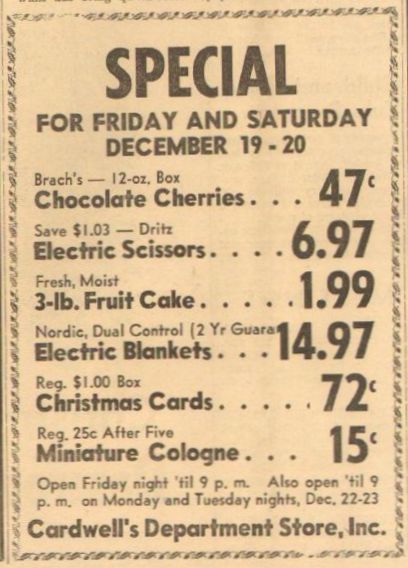 SPECIAL
FOR FRIDAY AND SATURDAY
DECEMBER 19 - 20
Brach's — 12-oz. Box
Chocolate Cherries . . . 47c
Save $1.03 — Dritz
Electric Scissors . . . . 6.97
Fresh, Moist
3-lb. Fruit Cake . . . . . 1.99
Nordic, Dual Control (2 Yr Guara
Electric Blankets . . . 14.97
Reg. $1.00 Box
Christmas Cards . . . . . 72c
Reg. 25c After Five
Miniature Cologne . . . 15c
Open Friday night 'til 9 p. m. Also open 'til 9
p. m. on Monday and Tuesday nights, Dec. 22-23
Cardwell's Department Store, Inc.